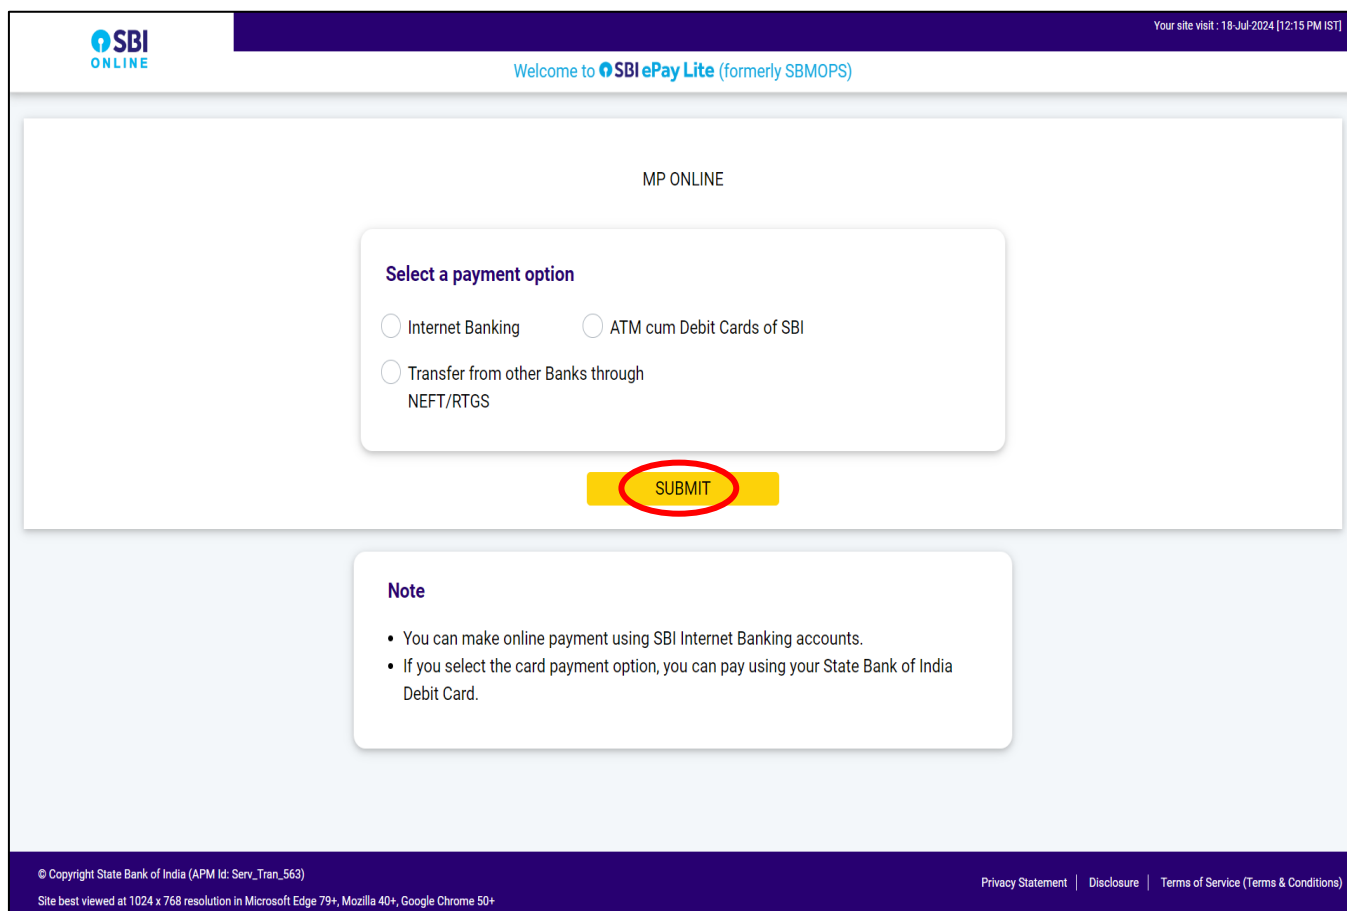 SBI
ONLINE
Your site visit : 18-Jul-2024 [12:15 PM IST]
Welcome to SBI ePay Lite (formerly SBMOPS)
MP ONLINE
Select a payment option
Internet Banking
ATM cum Debit Cards of SBI
Transfer from other Banks through
NEFT/RTGS
SUBMIT
Note
• You can make online payment using SBI Internet Banking accounts.
• If you select the card payment option, you can pay using your State Bank of India
Debit Card.
© Copyright State Bank of India (APM Id: Serv_Tran_563)
Privacy Statement | Disclosure | Terms of Service (Terms & Conditions)
Site best viewed at 1024 x 768 resolution in Microsoft Edge 79+, Mozilla 40+, Google Chrome 50+